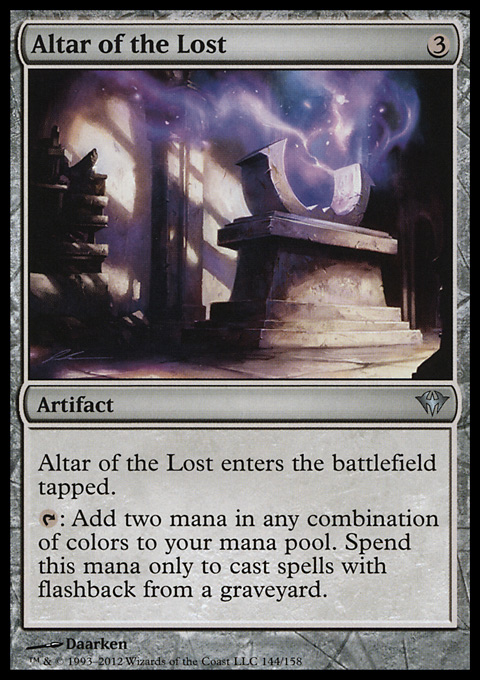 Altar of the Lost 3
Artifact
Altar of the Lost enters the battlefield
tapped.
: Add two mana in any combination
of colors to your mana pool. Spend
this mana only to cast spells with
flashback from a graveyard.
Daarken
™ & © 1993–2012 Wizards of the Coast LLC 144/158